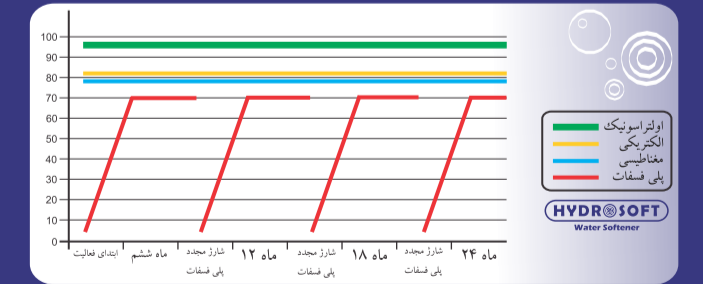 100
90
80
70
60
50
40
30
20
10
0
ابتدای فعالیت
ماه ششم
شارژ مجدد
پلی فسفات
ماه ۱۲
شارژ مجدد
پلی فسفات
ماه ۱۸
شارژ مجدد
پلی فسفات
ماه ۲۴
اولتراسونیک
الکتریکی
مغناطیسی
پلی فسفات
HYDROSOFT
Water Softener